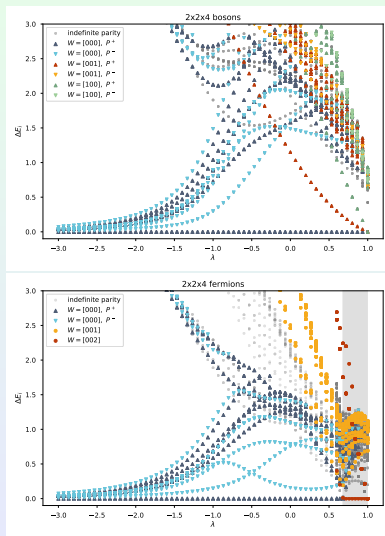 2x2x4 bosons
3.0
2.5
2.0
1.5
1.0
0.5
0.0
ΔEᵢ
indefinite parity
W = [000], P⁺
W = [000], P⁻
W = [001], P⁺
W = [001], P⁻
W = [100], P⁺
W = [100], P⁻
−3.0 −2.5 −2.0 −1.5 −1.0 −0.5 0.0 0.5 1.0
λ
2x2x4 fermions
3.0
2.5
2.0
1.5
1.0
0.5
0.0
ΔEᵢ
indefinite parity
W = [000], P⁺
W = [000], P⁻
W = [001]
W = [002]
−3.0 −2.5 −2.0 −1.5 −1.0 −0.5 0.0 0.5 1.0
λ